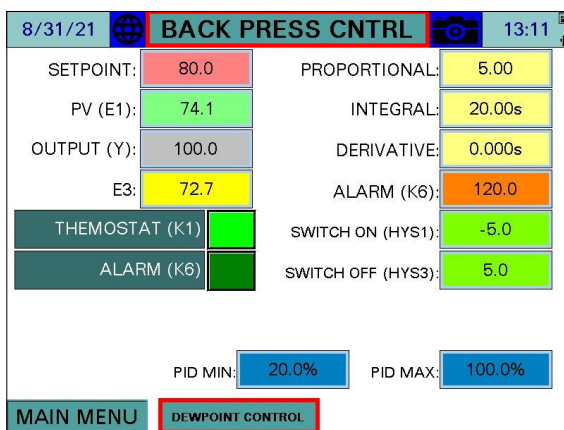 8/31/21 BACK PRESS CNTRL 13:11
SETPOINT: 80.0 PROPORTIONAL: 5.00
PV (E1): 74.1 INTEGRAL: 20.00s
OUTPUT (Y): 100.0 DERIVATIVE: 0.000s
E3: 72.7 ALARM (K6): 120.0
THEMOSTAT (K1) SWITCH ON (HYS1): -5.0
ALARM (K6) SWITCH OFF (HYS3): 5.0
PID MIN: 20.0% PID MAX: 100.0%
MAIN MENU DEWPOINT CONTROL